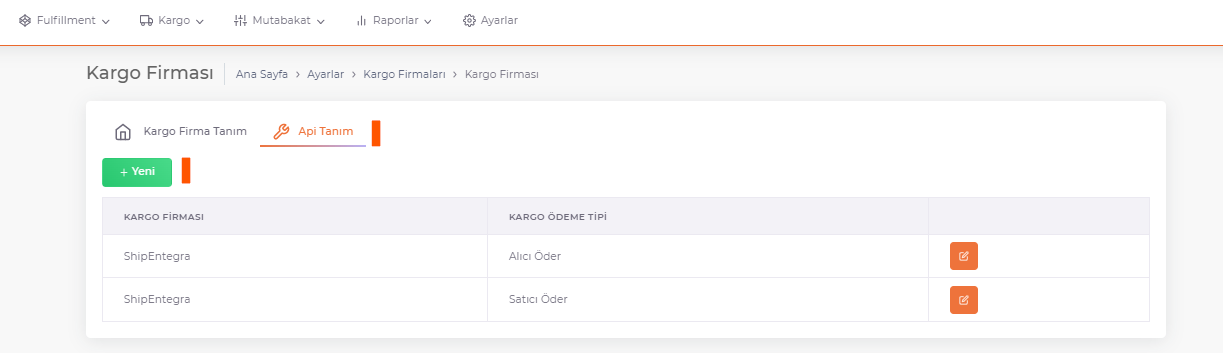 Fulfillment Kargo Mutabakat Raporlar Ayarlar
Kargo Firması Ana Sayfa > Ayarlar > Kargo Firmaları > Kargo Firması
Kargo Firma Tanım Api Tanım
+ Yeni
KARGO FİRMASI KARGO ÖDEME TİPİ
ShipEntegra Alıcı Öder
ShipEntegra Satıcı Öder